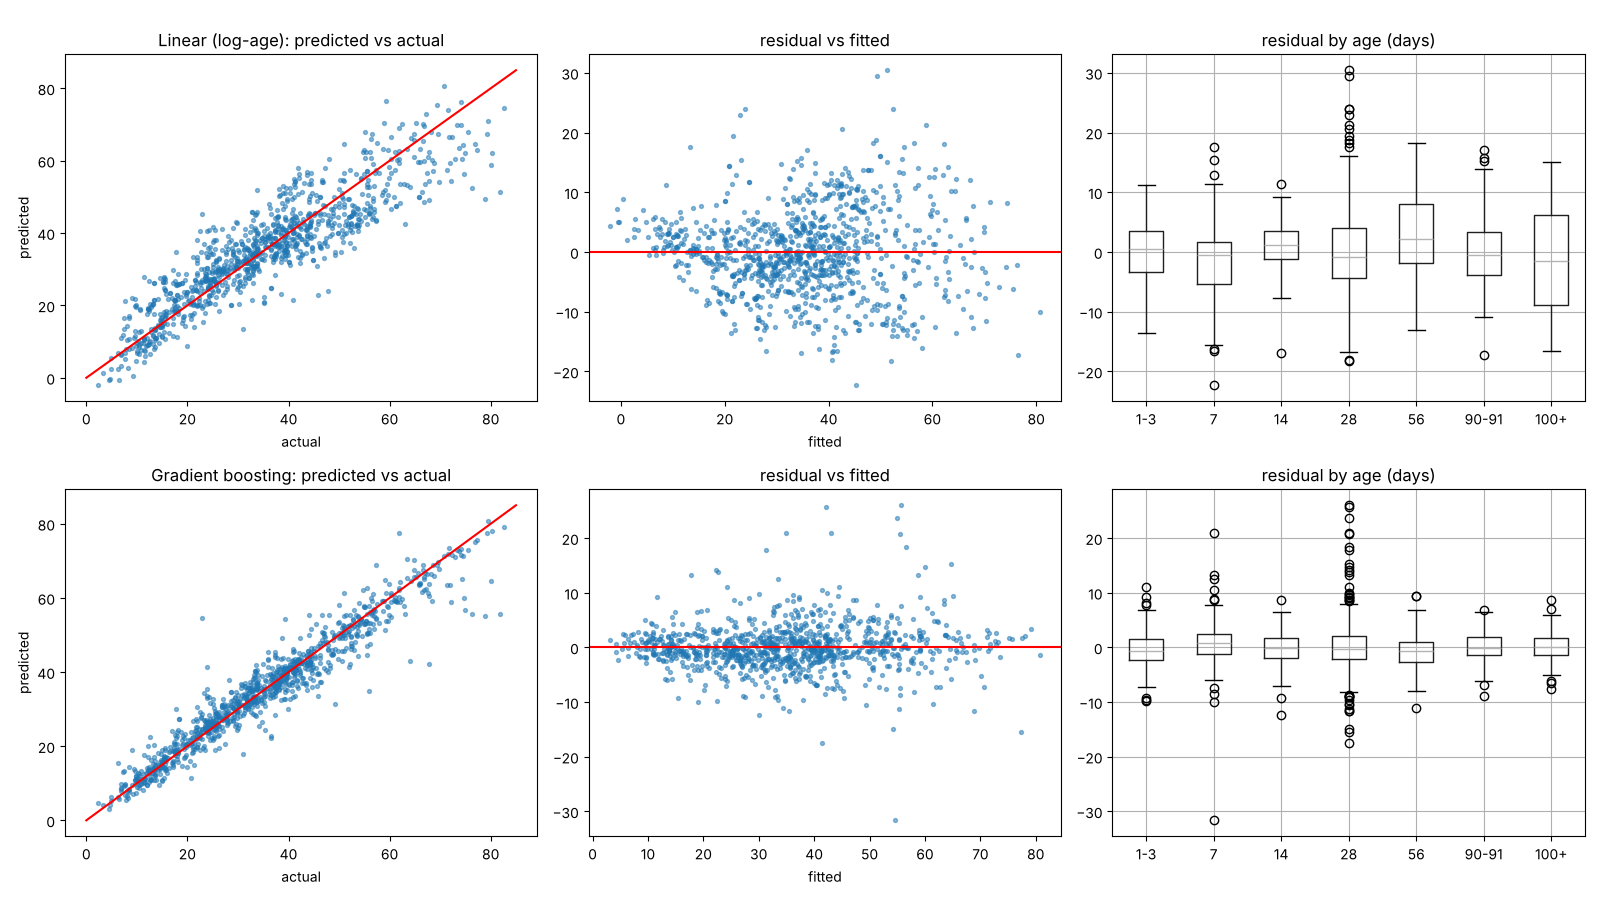 Linear (log-age): predicted vs actual
predicted
80
60
40
20
0
0 20 40 60 80
actual
residual vs fitted
30
20
10
0
−10
−20
0 20 40 60 80
fitted
residual by age (days)
30
20
10
0
−10
−20
1-3 7 14 28 56 90-91 100+
Gradient boosting: predicted vs actual
predicted
80
60
40
20
0
0 20 40 60 80
actual
residual vs fitted
20
10
0
−10
−20
−30
0 10 20 30 40 50 60 70 80
fitted
residual by age (days)
20
10
0
−10
−20
−30
1-3 7 14 28 56 90-91 100+